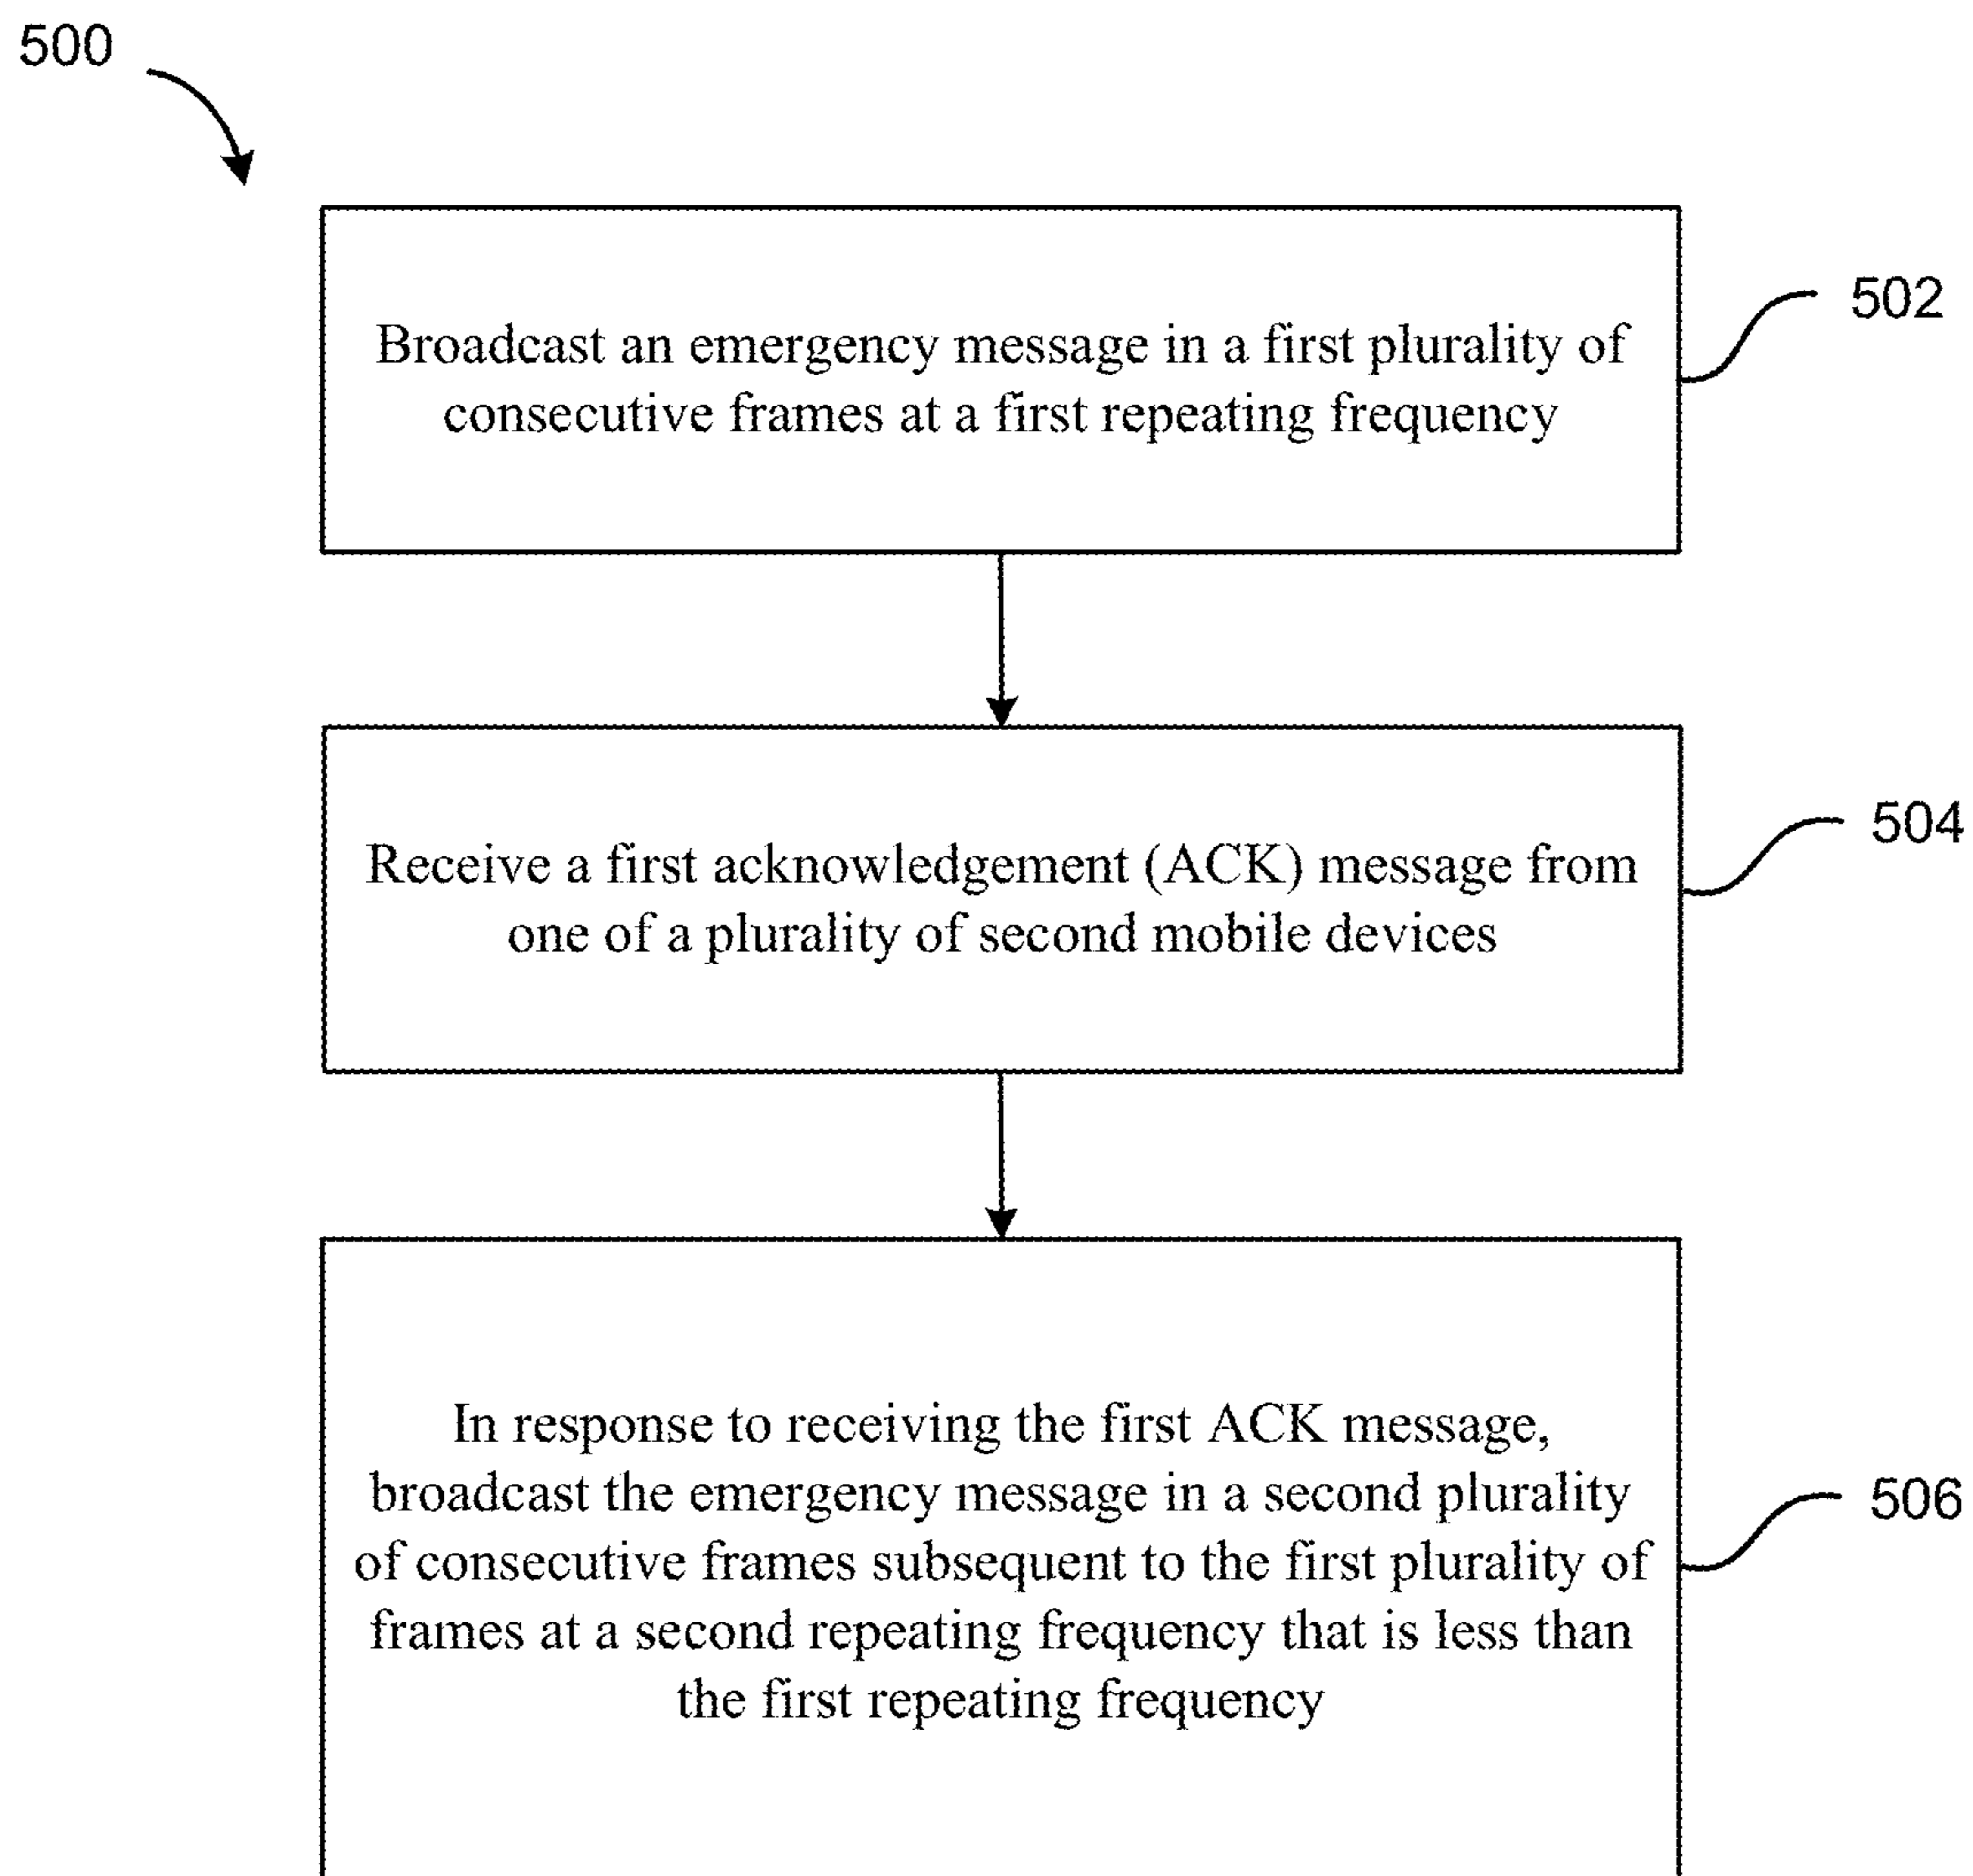 500
Broadcast an emergency message in a first plurality of
consecutive frames at a first repeating frequency
502
Receive a first acknowledgement (ACK) message from
one of a plurality of second mobile devices
504
In response to receiving the first ACK message,
broadcast the emergency message in a second plurality
of consecutive frames subsequent to the first plurality of
frames at a second repeating frequency that is less than
the first repeating frequency
506